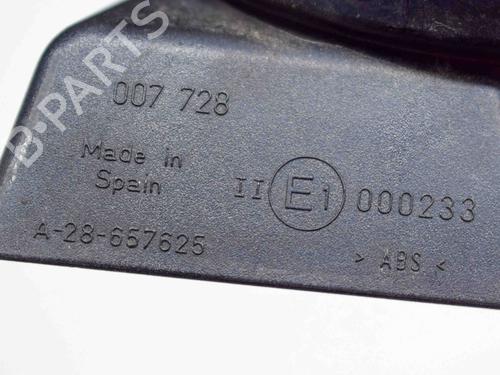 B-PARTS
007 728
Made in
Spain
II E1 000233
A-28-657625
> ABS <